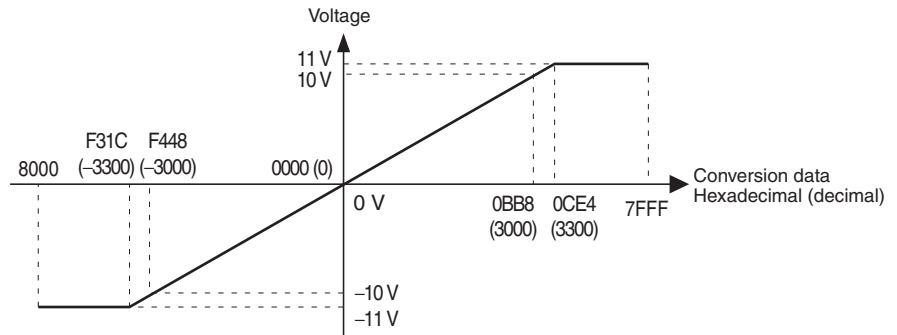 Voltage
11 V
10 V
F31C F448
8000 (–3300) (–3000) 0000 (0)
Conversion data
Hexadecimal (decimal)
0 V
0BB8 0CE4 7FFF
(3000) (3300)
–10 V
–11 V